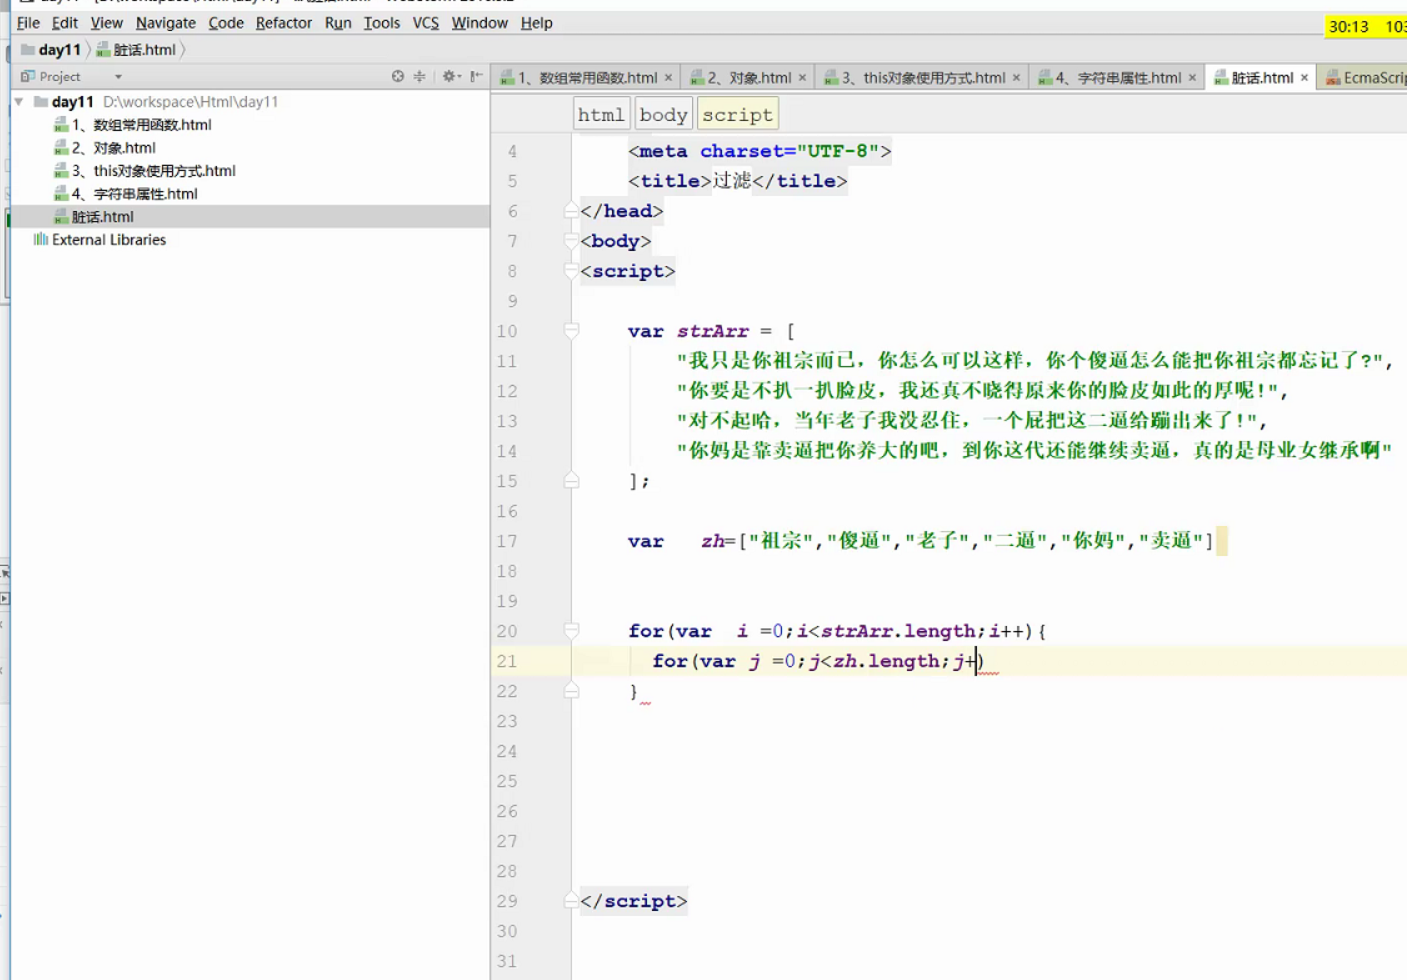 File Edit View Navigate Code Refactor Run Tools VCS Window Help
30:13 103
day11 脏话.html
Project
1、数组常用函数.html × 2、对象.html × 3、this对象使用方式.html × 4、字符串属性.html × 脏话.html × EcmaScrip
day11 D:\workspace\Html\day11
1、数组常用函数.html
2、对象.html
3、this对象使用方式.html
4、字符串属性.html
脏话.html
External Libraries
html body script
4 <meta charset="UTF-8">
5 <title>过滤</title>
6 </head>
7 <body>
8 <script>
9
10 var strArr = [
11 "我只是你祖宗而已，你怎么可以这样，你个傻逼怎么能把你祖宗都忘记了?",
12 "你要是不扒一扒脸皮，我还真不晓得原来你的脸皮如此的厚呢!",
13 "对不起哈，当年老子我没忍住，一个屁把这二逼给蹦出来了!",
14 "你妈是靠卖逼把你养大的吧，到你这代还能继续卖逼，真的是母业女继承啊"
15 ];
16
17 var zh=["祖宗","傻逼","老子","二逼","你妈","卖逼"]
18
19
20 for(var i =0;i<strArr.length;i++){
21 for(var j =0;j<zh.length;j+)
22 }
23
24
25
26
27
28
29 </script>
30
31